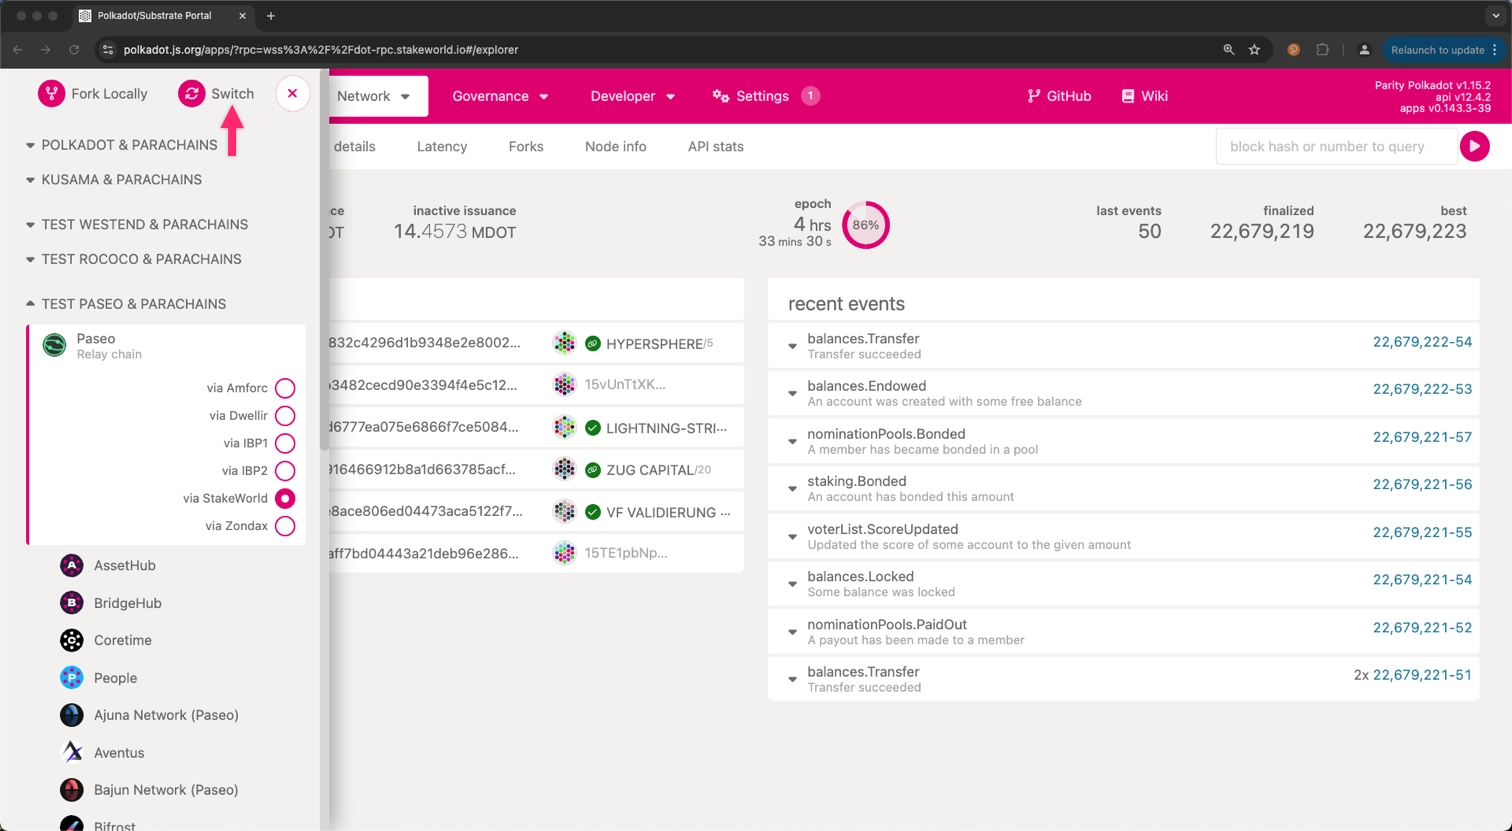 Polkadot/Substrate Portal
polkadot.js.org/apps/?rpc=wss%3A%2F%2Fdot-rpc.stakeworld.io#/explorer
Relaunch to update
Fork Locally
Switch
Network
Governance
Developer
Settings
1
GitHub
Wiki
Parity Polkadot v1.15.2
api v12.4.2
apps v0.143.3-39
details
Latency
Forks
Node info
API stats
block hash or number to query
POLKADOT & PARACHAINS
KUSAMA & PARACHAINS
TEST WESTEND & PARACHAINS
TEST ROCOCO & PARACHAINS
TEST PASEO & PARACHAINS
Paseo
Relay chain
via Amforc
via Dwellir
via IBP1
via IBP2
via StakeWorld
via Zondax
AssetHub
BridgeHub
Coretime
People
Ajuna Network (Paseo)
Aventus
Bajun Network (Paseo)
Bifrost
inactive issuance
14.4573 MDOT
epoch
4 hrs
33 mins 30 s
86%
last events
50
finalized
22,679,219
best
22,679,223
832c4296d1b9348e2e8002...
HYPERSPHERE/5
3482cecd90e3394f4e5c12...
15vUnTtXK...
d6777ea075e6866f7ce5084...
LIGHTNING-STRI...
916466912b8a1d663785acf...
ZUG CAPITAL/20
8ace806ed04473aca5122f7...
VF VALIDIERUNG ...
aff7bd04443a21deb96e286...
15TE1pbNp...
recent events
balances.Transfer
Transfer succeeded
22,679,222-54
balances.Endowed
An account was created with some free balance
22,679,222-53
nominationPools.Bonded
A member has became bonded in a pool
22,679,221-57
staking.Bonded
An account has bonded this amount
22,679,221-56
voterList.ScoreUpdated
Updated the score of some account to the given amount
22,679,221-55
balances.Locked
Some balance was locked
22,679,221-54
nominationPools.PaidOut
A payout has been made to a member
22,679,221-52
balances.Transfer
Transfer succeeded
2x 22,679,221-51